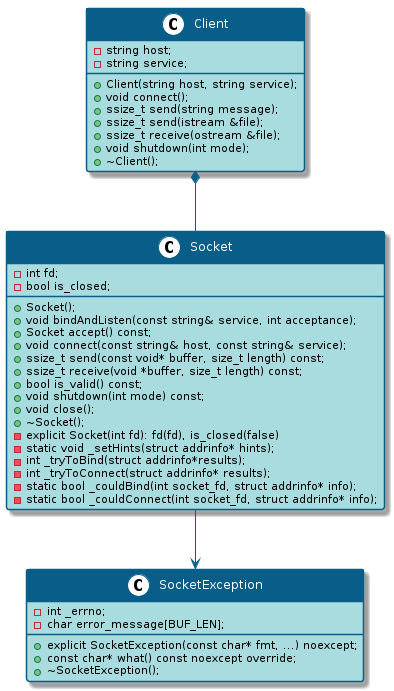 C Client
string host;
string service;
Client(string host, string service);
void connect();
ssize_t send(string message);
ssize_t send(istream &file);
ssize_t receive(ostream &file);
void shutdown(int mode);
~Client();
C Socket
int fd;
bool is_closed;
Socket();
void bindAndListen(const string& service, int acceptance);
Socket accept() const;
void connect(const string& host, const string& service);
ssize_t send(const void* buffer, size_t length) const;
ssize_t receive(void *buffer, size_t length) const;
bool is_valid() const;
void shutdown(int mode) const;
void close();
~Socket();
explicit Socket(int fd): fd(fd), is_closed(false)
static void _setHints(struct addrinfo* hints);
int _tryToBind(struct addrinfo*results);
int _tryToConnect(struct addrinfo* results);
static bool _couldBind(int socket_fd, struct addrinfo* info);
static bool _couldConnect(int socket_fd, struct addrinfo* info);
C SocketException
int _errno;
char error_message[BUF_LEN];
explicit SocketException(const char* fmt, ...) noexcept;
const char* what() const noexcept override;
~SocketException();